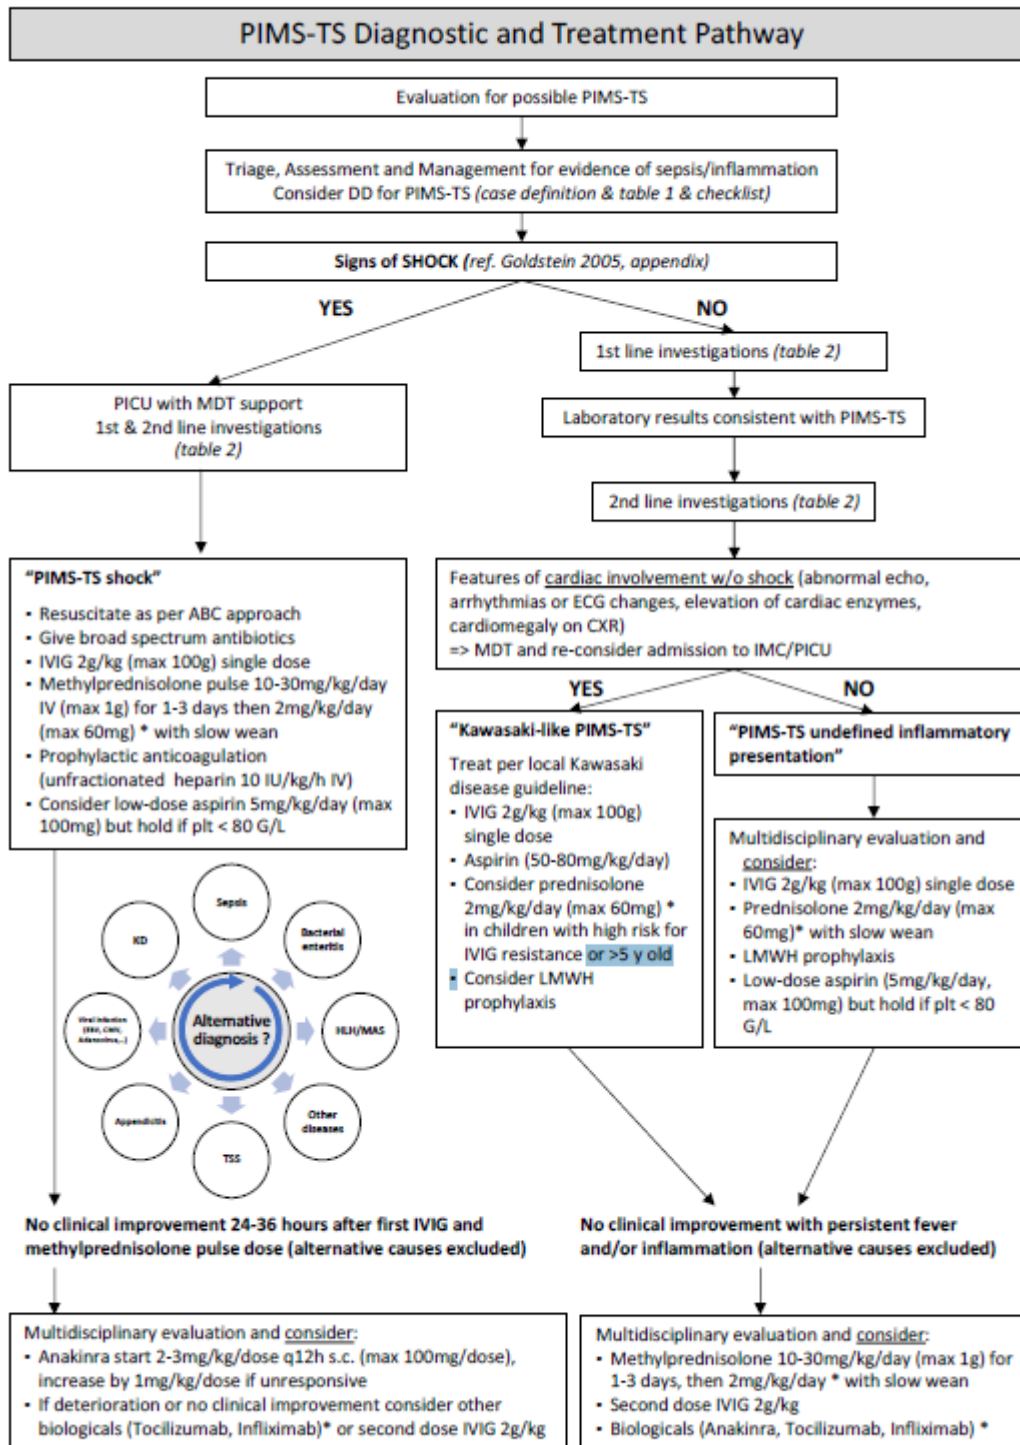 PIMS-TS Diagnostic and Treatment Pathway
Evaluation for possible PIMS-TS
Triage, Assessment and Management for evidence of sepsis/inflammation
Consider DD for PIMS-TS (case definition & table 1 & checklist)
Signs of SHOCK (ref. Goldstein 2005, appendix)
YES
NO
1st line investigations (table 2)
PICU with MDT support
1st & 2nd line investigations
(table 2)
Laboratory results consistent with PIMS-TS
2nd line investigations (table 2)
"PIMS-TS shock"
▪ Resuscitate as per ABC approach
▪ Give broad spectrum antibiotics
▪ IVIG 2g/kg (max 100g) single dose
▪ Methylprednisolone pulse 10-30mg/kg/day
IV (max 1g) for 1-3 days then 2mg/kg/day
(max 60mg) * with slow wean
▪ Prophylactic anticoagulation
(unfractionated heparin 10 IU/kg/h IV)
▪ Consider low-dose aspirin 5mg/kg/day (max
100mg) but hold if plt < 80 G/L
Features of cardiac involvement w/o shock (abnormal echo,
arrhythmias or ECG changes, elevation of cardiac enzymes,
cardiomegaly on CXR)
=> MDT and re-consider admission to IMC/PICU
YES
NO
"Kawasaki-like PIMS-TS"
Treat per local Kawasaki
disease guideline:
▪ IVIG 2g/kg (max 100g)
single dose
▪ Aspirin (50-80mg/kg/day)
▪ Consider prednisolone
2mg/kg/day (max 60mg) *
in children with high risk for
IVIG resistance or >5 y old
▪ Consider LMWH
prophylaxis
"PIMS-TS undefined inflammatory
presentation"
Multidisciplinary evaluation and
consider:
▪ IVIG 2g/kg (max 100g) single dose
▪ Prednisolone 2mg/kg/day (max
60mg)* with slow wean
▪ LMWH prophylaxis
▪ Low-dose aspirin (5mg/kg/day,
max 100mg) but hold if plt < 80
G/L
Alternative
diagnosis ?
Sepsis
Bacterial
enteritis
HLH/MAS
Other
diseases
TSS
Appendicitis
Viral infection
(EBV, CMV,
Adenovirus,..)
KD
No clinical improvement 24-36 hours after first IVIG and
methylprednisolone pulse dose (alternative causes excluded)
No clinical improvement with persistent fever
and/or inflammation (alternative causes excluded)
Multidisciplinary evaluation and consider:
▪ Anakinra start 2-3mg/kg/dose q12h s.c. (max 100mg/dose),
increase by 1mg/kg/dose if unresponsive
▪ If deterioration or no clinical improvement consider other
biologicals (Tocilizumab, Infliximab)* or second dose IVIG 2g/kg
Multidisciplinary evaluation and consider:
▪ Methylprednisolone 10-30mg/kg/day (max 1g) for
1-3 days, then 2mg/kg/day * with slow wean
▪ Second dose IVIG 2g/kg
▪ Biologicals (Anakinra, Tocilizumab, Infliximab) *